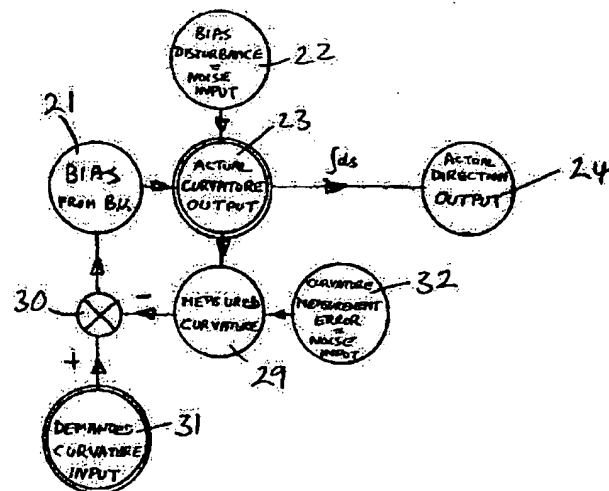 BIAS
DISTURBANCE
=
NOISE
INPUT
22
21
23
BIAS
FROM B.U.
ACTUAL
CURVATURE
OUTPUT
∫ds
ACTUAL
DIRECTION
OUTPUT
24
30
-
MEASURED
CURVATURE
29
CURVATURE
MEASUREMENT
ERROR
=
NOISE
INPUT
32
+
DEMANDED
CURVATURE
INPUT
31